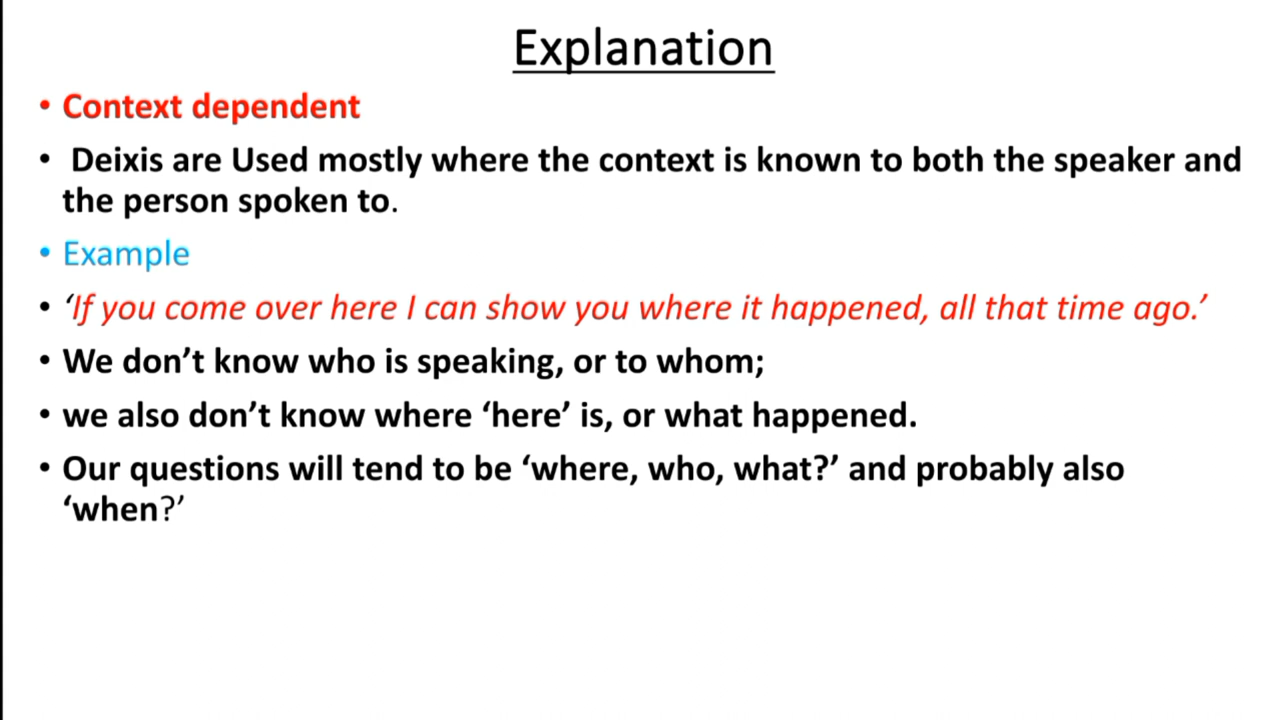 Explanation
• Context dependent
• Deixis are Used mostly where the context is known to both the speaker and
the person spoken to.
• Example
• ‘If you come over here I can show you where it happened, all that time ago.’
• We don’t know who is speaking, or to whom;
• we also don’t know where ‘here’ is, or what happened.
• Our questions will tend to be ‘where, who, what?’ and probably also
‘when?’